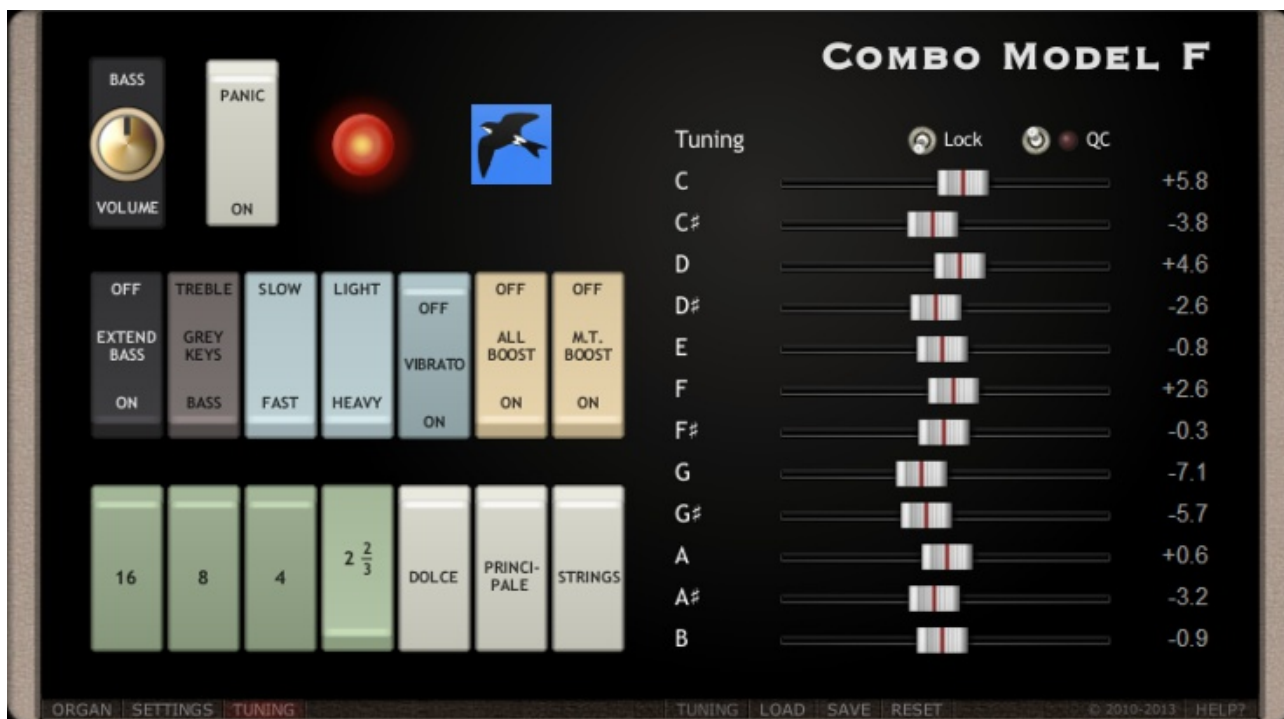 COMBO MODEL F
BASS
VOLUME
PANIC
ON
Tuning
Lock
QC
C +5.8
C♯ -3.8
D +4.6
D♯ -2.6
E -0.8
F +2.6
F♯ -0.3
G -7.1
G♯ -5.7
A +0.6
A♯ -3.2
B -0.9
OFF
EXTEND
BASS
ON
TREBLE
GREY
KEYS
BASS
SLOW
FAST
LIGHT
HEAVY
OFF
VIBRATO
ON
OFF
ALL
BOOST
ON
OFF
M.T.
BOOST
ON
16
8
4
2 2/3
DOLCE
PRINCI-
PALE
STRINGS
ORGAN SETTINGS TUNING TUNING LOAD SAVE RESET © 2010-2013 HELP?